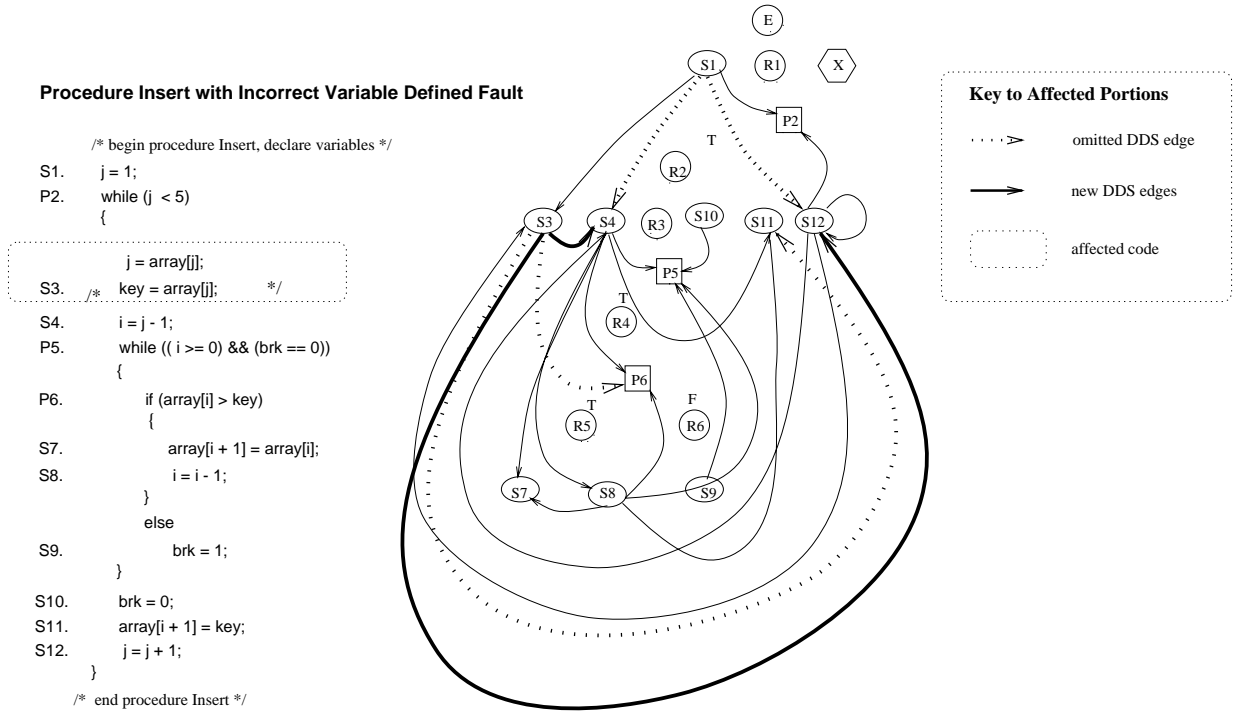 Procedure Insert with Incorrect Variable Defined Fault
/* begin procedure Insert, declare variables */
S1. j = 1;
P2. while (j < 5)
{
j = array[j];
S3. /* key = array[j]; */
S4. i = j - 1;
P5. while (( i >= 0) && (brk == 0))
{
P6. if (array[i] > key)
{
S7. array[i + 1] = array[i];
S8. i = i - 1;
}
else
S9. brk = 1;
}
S10. brk = 0;
S11. array[i + 1] = key;
S12. j = j + 1;
}
/* end procedure Insert */
E
S1 R1 X
P2
T
R2
S3 S4 R3 S10 S11 S12
P5
T
R4
P6
T F
R5 R6
S7 S8 S9
Key to Affected Portions
omitted DDS edge
new DDS edges
affected code